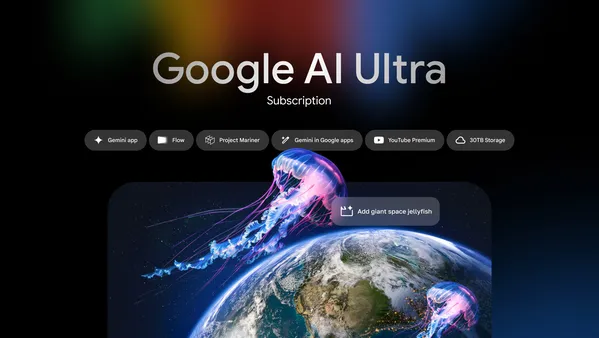 Google AI Ultra
Subscription
Gemini app
Flow
Project Mariner
Gemini in Google apps
YouTube Premium
30TB Storage
Add giant space jellyfish